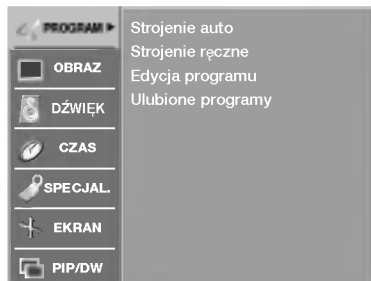 PROGRAM
OBRAZ
DŹWIĘK
CZAS
SPECJAL.
EKRAN
PIP/DW
Strojenie auto
Strojenie ręczne
Edycja programu
Ulubione programy